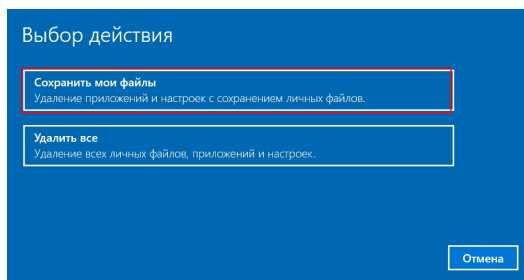 Выбор действия
Сохранить мои файлы
Удаление приложений и настроек с сохранением личных файлов.
Удалить все
Удаление всех личных файлов, приложений и настроек.
Отмена